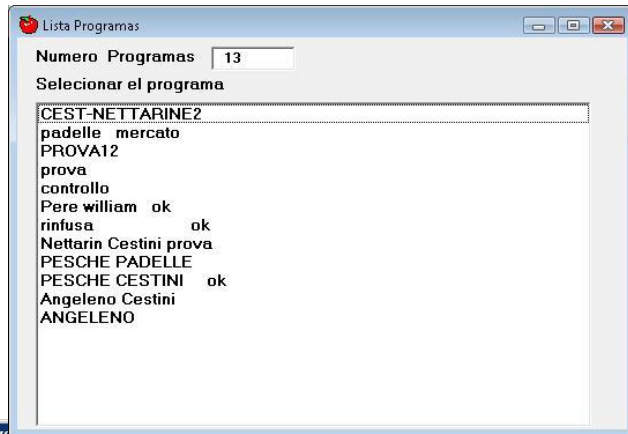 Lista Programas
Numero Programas 13
Selecionar el programa
CEST-NETTARINE2
padelle mercato
PROVA12
prova
controllo
Pere william ok
rinfusa ok
Nettarin Cestini prova
PESCHE PADELLE
PESCHE CESTINI ok
Angeleno Cestini
ANGELENO